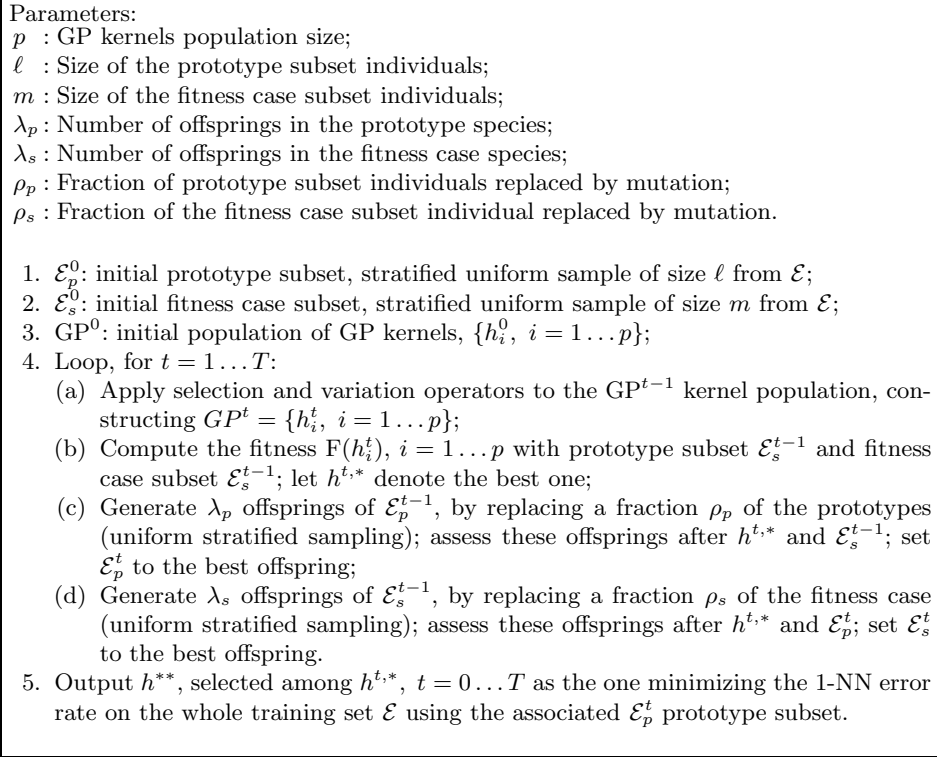 Parameters:
p : GP kernels population size;
ℓ : Size of the prototype subset individuals;
m : Size of the fitness case subset individuals;
λ_p : Number of offsprings in the prototype species;
λ_s : Number of offsprings in the fitness case species;
ρ_p : Fraction of prototype subset individuals replaced by mutation;
ρ_s : Fraction of the fitness case subset individual replaced by mutation.
1. ℰ_p^0: initial prototype subset, stratified uniform sample of size ℓ from ℰ;
2. ℰ_s^0: initial fitness case subset, stratified uniform sample of size m from ℰ;
3. GP^0: initial population of GP kernels, {h_i^0, i = 1 … p};
4. Loop, for t = 1 … T:
(a) Apply selection and variation operators to the GP^{t−1} kernel population, con-
structing GP^t = {h_i^t, i = 1 … p};
(b) Compute the fitness F(h_i^t), i = 1 … p with prototype subset ℰ_s^{t−1} and fitness
case subset ℰ_s^{t−1}; let h^{t,*} denote the best one;
(c) Generate λ_p offsprings of ℰ_p^{t−1}, by replacing a fraction ρ_p of the prototypes
(uniform stratified sampling); assess these offsprings after h^{t,*} and ℰ_s^{t−1}; set
ℰ_p^t to the best offspring;
(d) Generate λ_s offsprings of ℰ_s^{t−1}, by replacing a fraction ρ_s of the fitness case
(uniform stratified sampling); assess these offsprings after h^{t,*} and ℰ_p^t; set ℰ_s^t
to the best offspring.
5. Output h^{**}, selected among h^{t,*}, t = 0 … T as the one minimizing the 1-NN error
rate on the whole training set ℰ using the associated ℰ_p^t prototype subset.